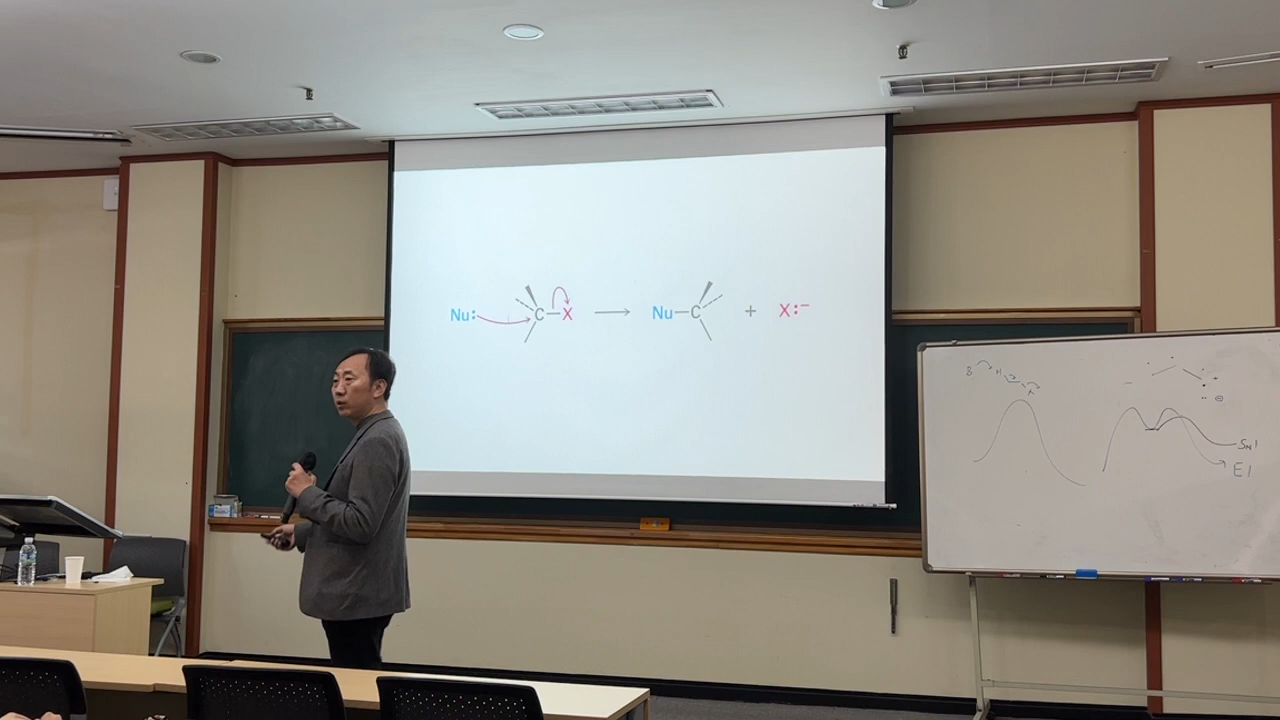 Nu: C—X → Nu—C + X:⁻
B H
X
SN1
E1